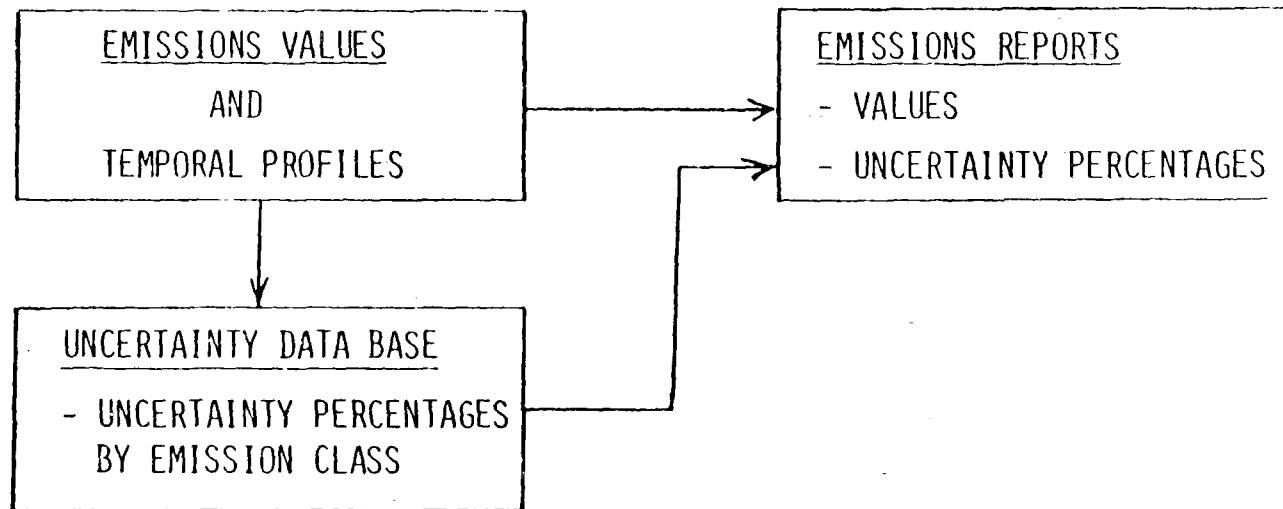 EMISSIONS VALUES
AND
TEMPORAL PROFILES
EMISSIONS REPORTS
- VALUES
- UNCERTAINTY PERCENTAGES
UNCERTAINTY DATA BASE
- UNCERTAINTY PERCENTAGES
BY EMISSION CLASS